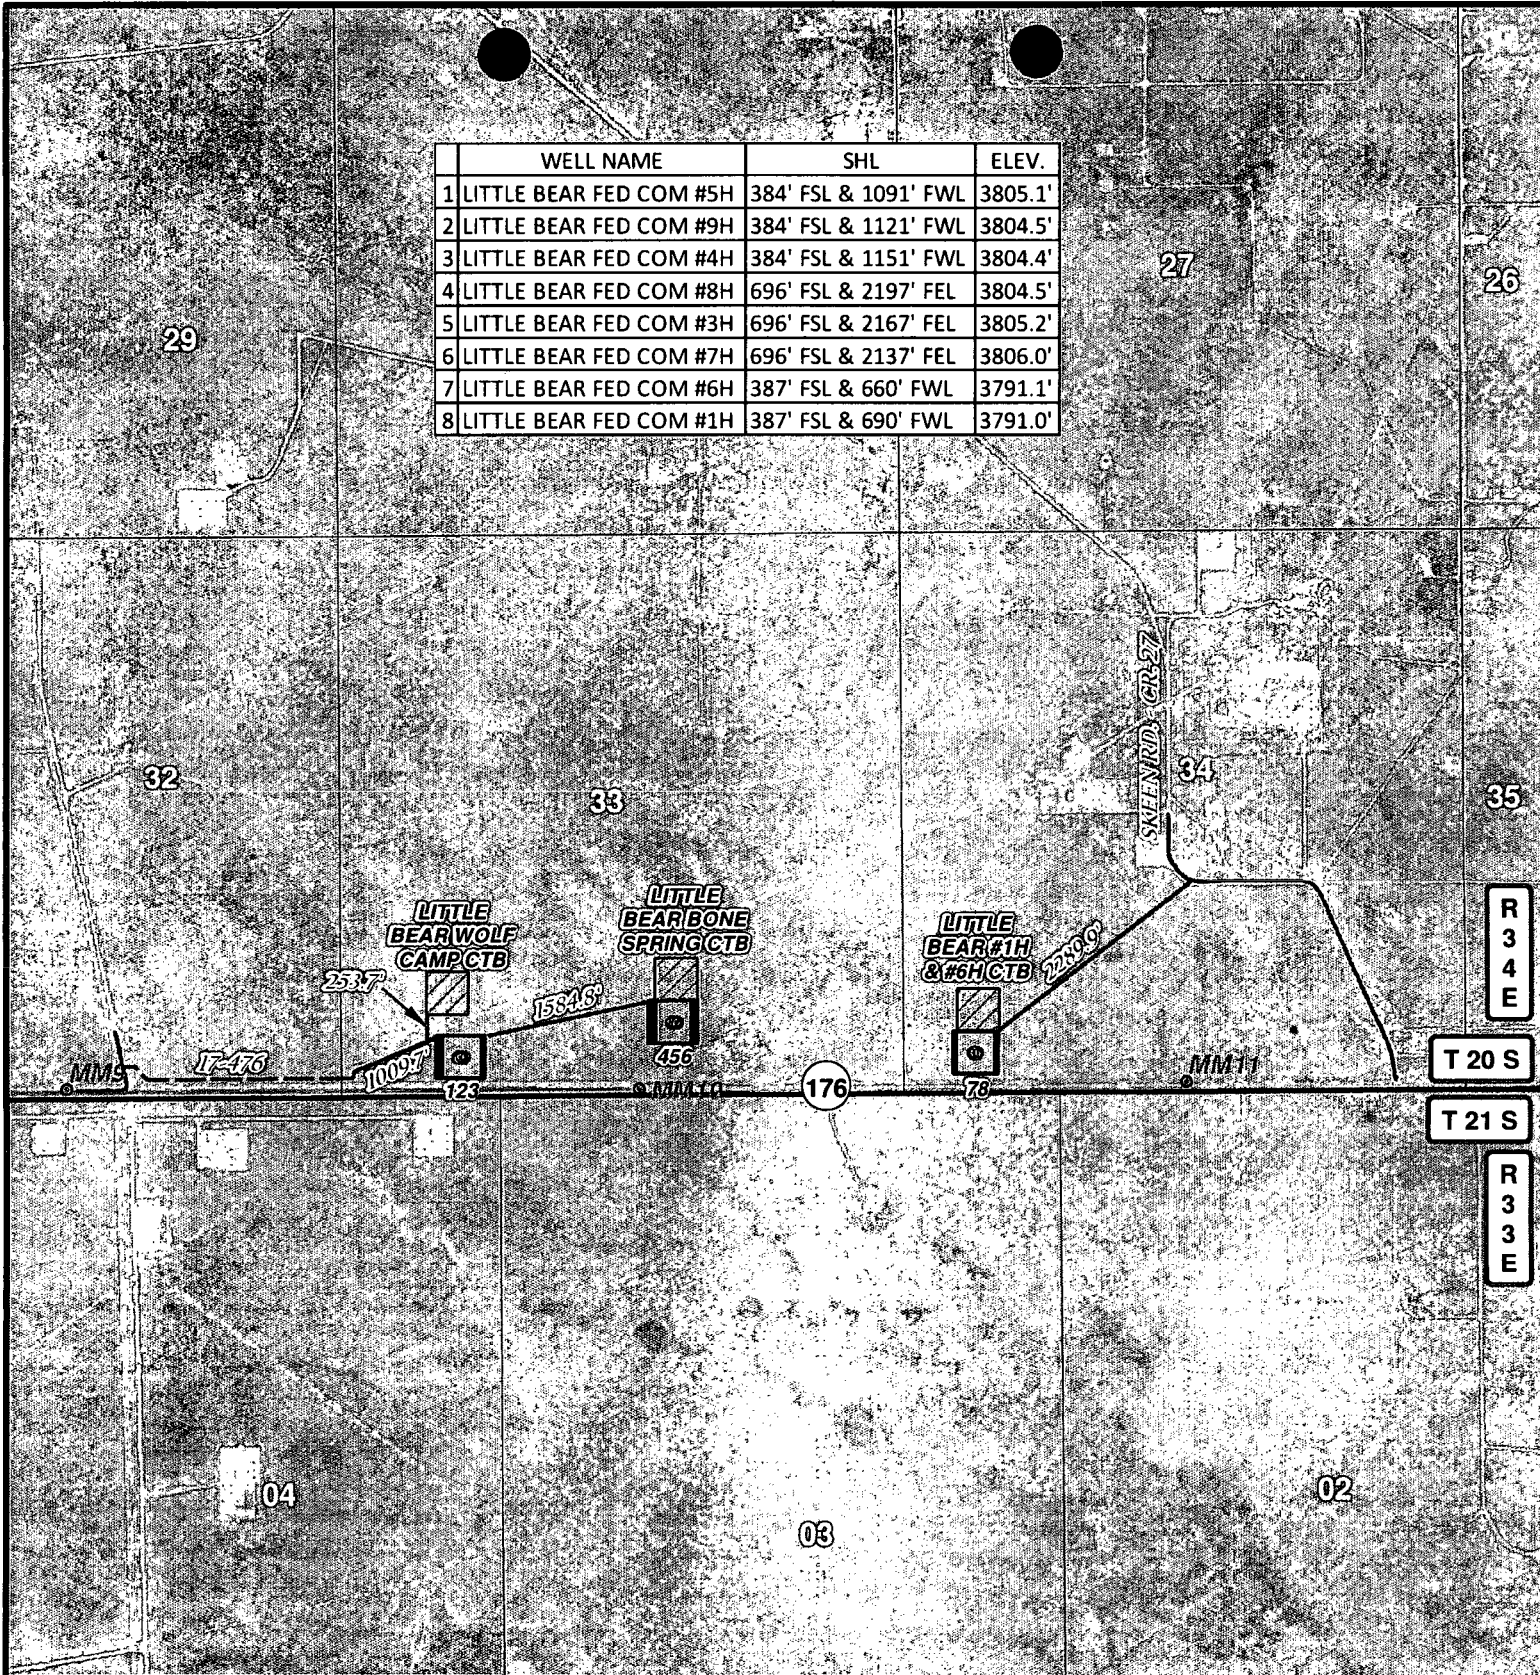 WELL NAME SHL ELEV.
1 LITTLE BEAR FED COM #5H 384' FSL & 1091' FWL 3805.1'
2 LITTLE BEAR FED COM #9H 384' FSL & 1121' FWL 3804.5'
3 LITTLE BEAR FED COM #4H 384' FSL & 1151' FWL 3804.4'
4 LITTLE BEAR FED COM #8H 696' FSL & 2197' FEL 3804.5'
5 LITTLE BEAR FED COM #3H 696' FSL & 2167' FEL 3805.2'
6 LITTLE BEAR FED COM #7H 696' FSL & 2137' FEL 3806.0'
7 LITTLE BEAR FED COM #6H 387' FSL & 660' FWL 3791.1'
8 LITTLE BEAR FED COM #1H 387' FSL & 690' FWL 3791.0'
27
26
29
32
33
SKEEN RD. CR-27
34
35
LITTLE
BEAR WOLF
CAMP CTB
LITTLE
BEAR BONE
SPRING CTB
LITTLE
BEAR #1H
& #6H CTB
253.7'
1584.8'
2289.9'
17-476
1009.7'
MM9
123
456
MM10
176
78
MM11
R
3
4
E
T 20 S
T 21 S
R
3
3
E
04
03
02